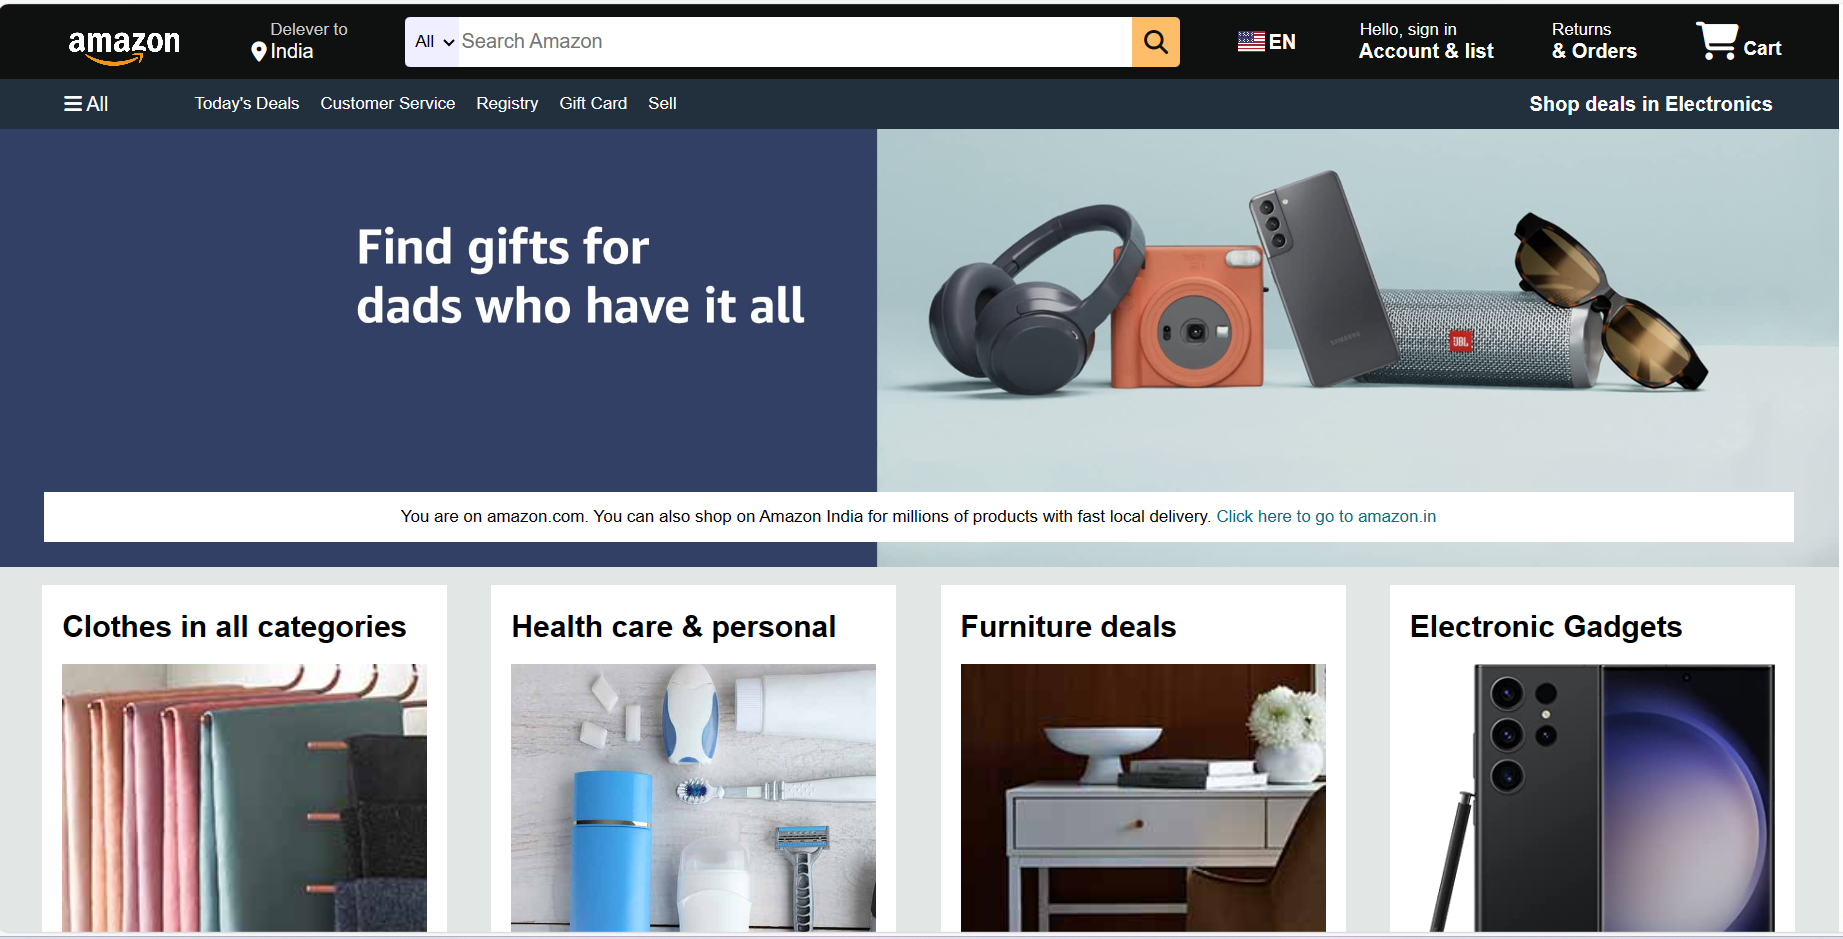 amazon
Delever to
India
All
Search Amazon
EN
Hello, sign in
Account & list
Returns
& Orders
Cart
All
Today's Deals
Customer Service
Registry
Gift Card
Sell
Shop deals in Electronics
Find gifts for
dads who have it all
SAMSUNG
JBL
You are on amazon.com. You can also shop on Amazon India for millions of products with fast local delivery. Click here to go to amazon.in
Clothes in all categories
Health care & personal
Furniture deals
Electronic Gadgets